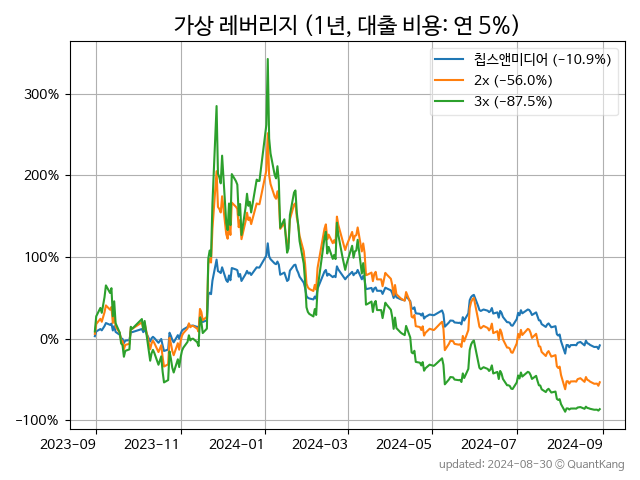 가상 레버리지 (1년, 대출 비용: 연 5%)
칩스앤미디어 (-10.9%)
2x (-56.0%)
3x (-87.5%)
300%
200%
100%
0%
-100%
2023-09 2023-11 2024-01 2024-03 2024-05 2024-07 2024-09
updated: 2024-08-30 © QuantKang